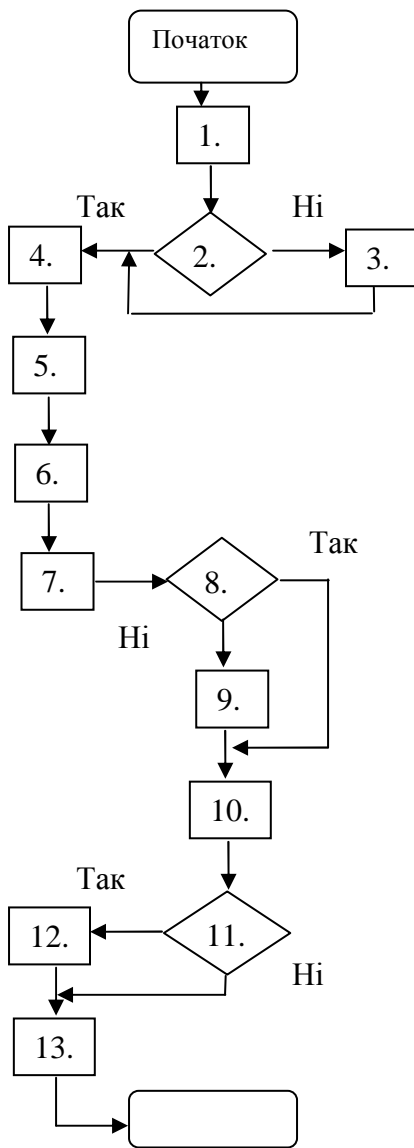 Початок
1.
Так
Ні
4.
2.
3.
5.
6.
7.
8.
Так
Ні
9.
10.
Так
12.
11.
Ні
13.